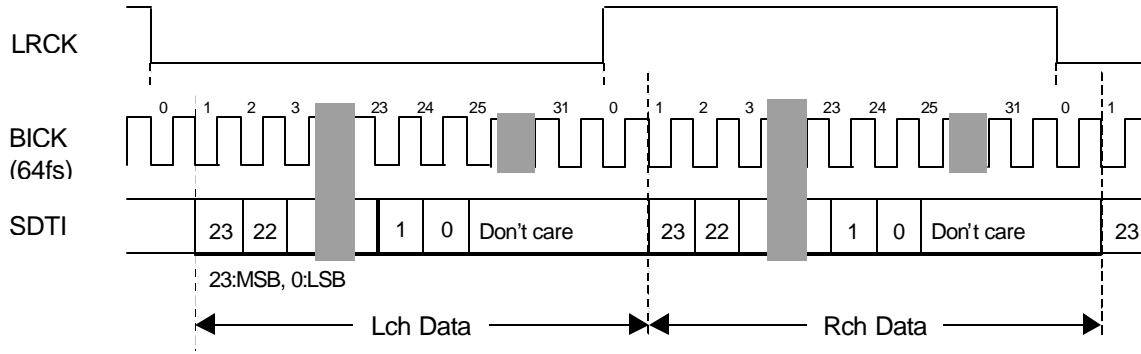 LRCK
0 1 2 3 23 24 25 31 0 1 2 3 23 24 25 31 0 1
BICK
(64fs)
SDTI
23 22 1 0 Don't care 23 22 1 0 Don't care 23
23:MSB, 0:LSB
Lch Data Rch Data